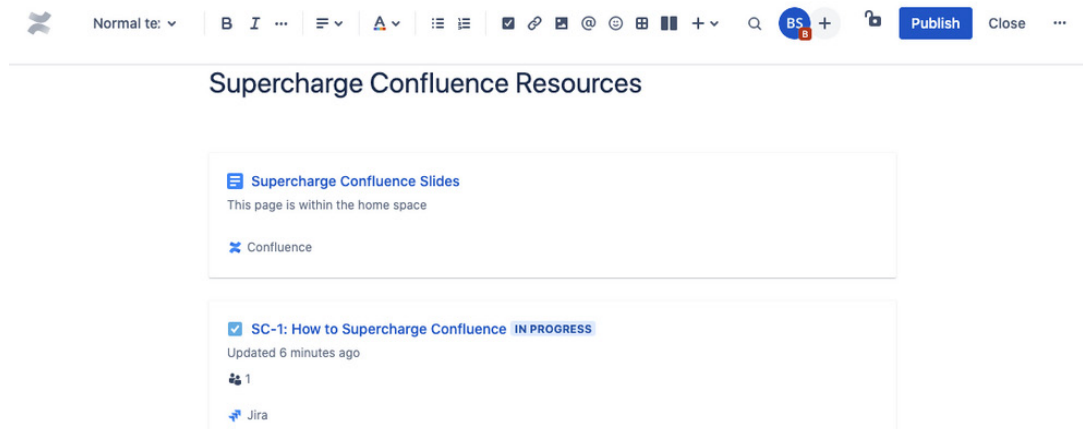 Normal te:
B I ... A @ BS + Publish Close ...
B
Supercharge Confluence Resources
Supercharge Confluence Slides
This page is within the home space
Confluence
SC-1: How to Supercharge Confluence IN PROGRESS
Updated 6 minutes ago
1
Jira